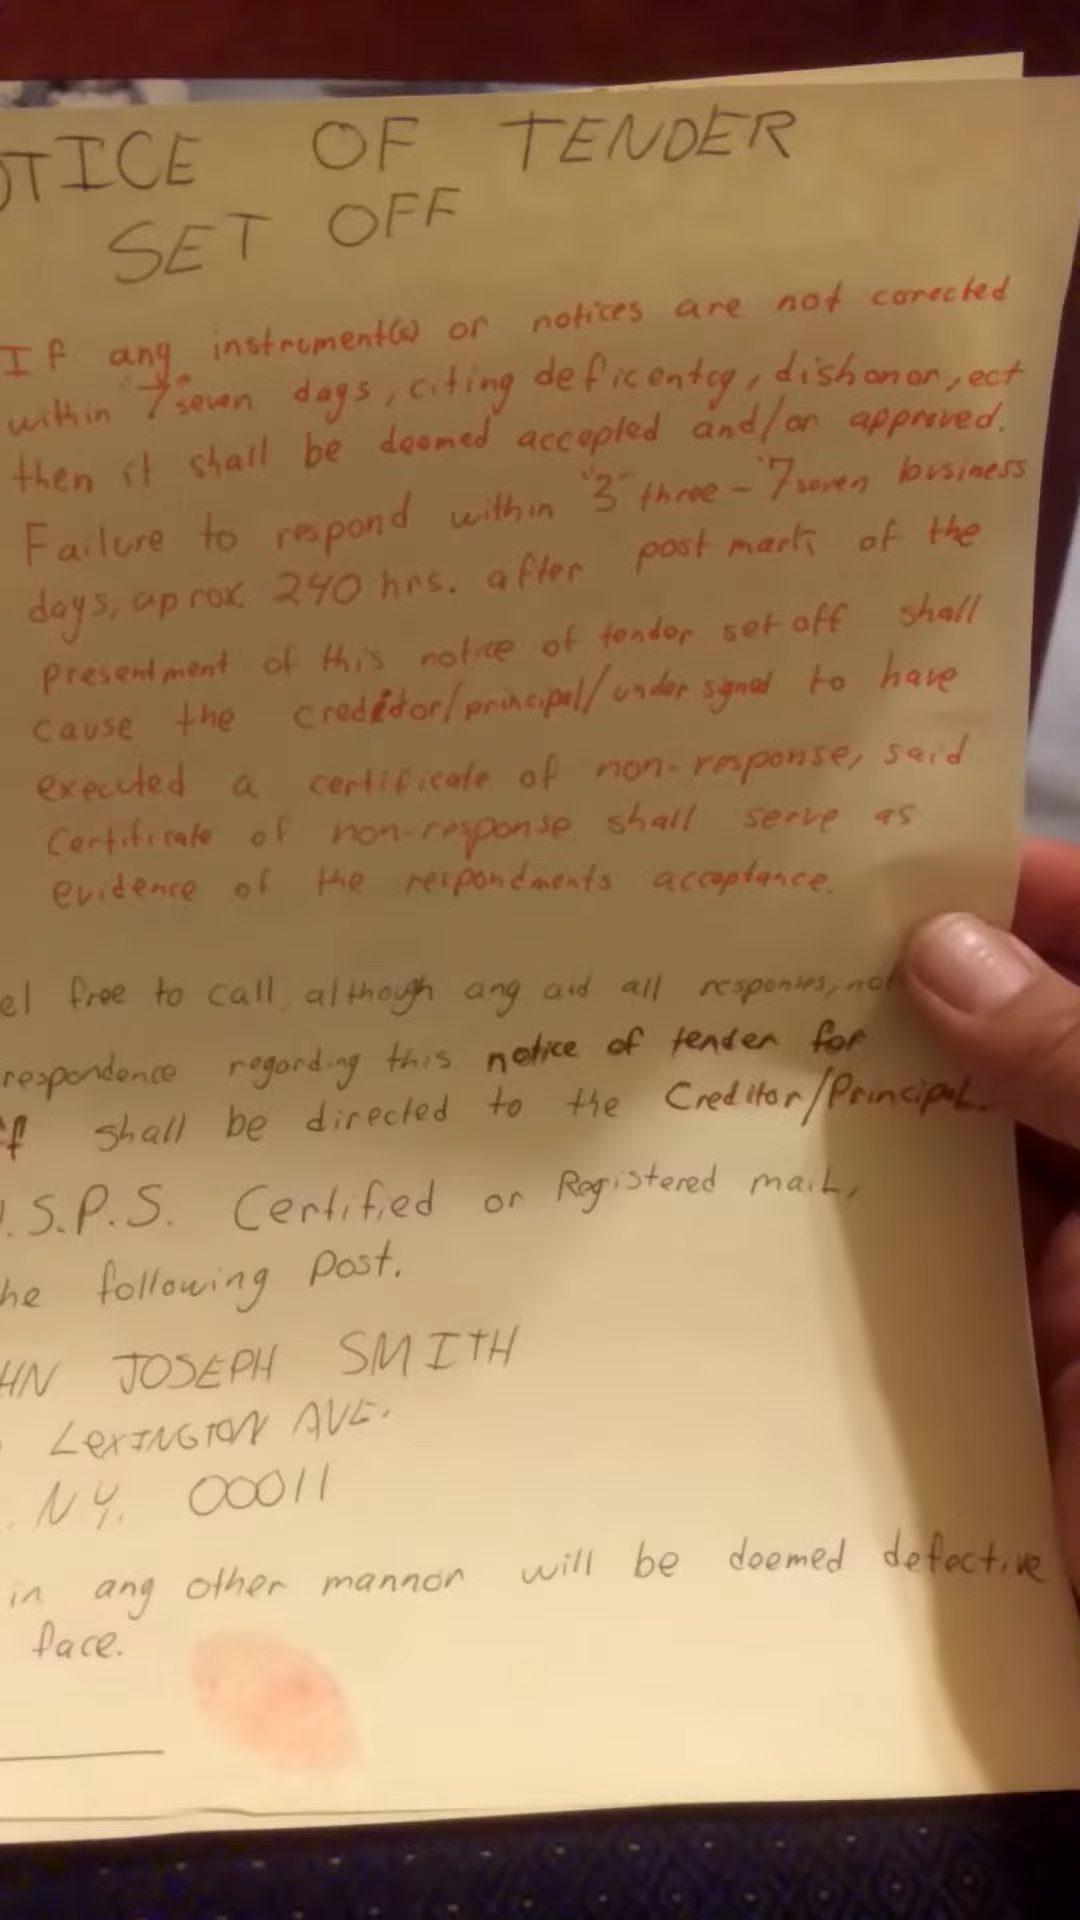 OTICE OF TENDER
SET OFF
If any instrument(s) or notices are not corected
within "7"seven days, citing deficentcy, dishonor, ect
then it shall be deemed accepted and/or approved.
Failure to respond within "3" three - "7 seven business
days, aprox. 240 hrs. after post mark of the
presentment of this notice of tender set off shall
cause the creditor/principal/undersigned to have
executed a certificate of non-response, said
Certificate of non-response shall serve as
evidence of the respondments acceptance.
el free to call, although any and all responses, not
respondence regarding this notice of tender for
ff shall be directed to the Creditor/Principal.
.S.P.S. Certified or Registered mail,
he following post.
HN JOSEPH SMITH
LexINGTON AVE.
. NY. 00011
in any other mannor will be deemed defective
face.